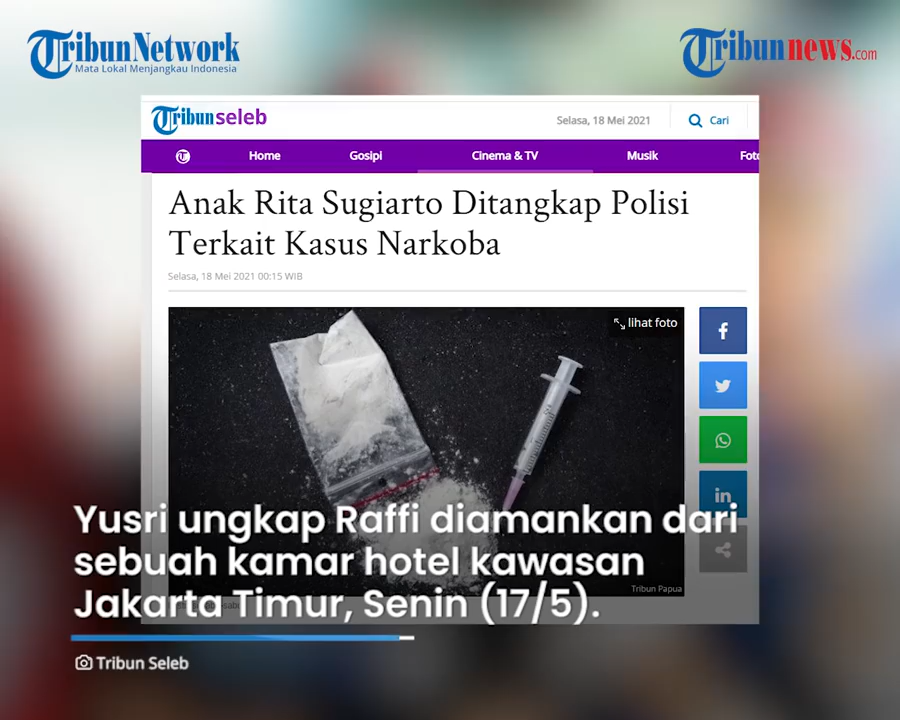 TribunNetwork
Mata Lokal Menjangkau Indonesia
Tribunnews.com
Tribunseleb
Selasa, 18 Mei 2021
Cari
Home
Gosipi
Cinema & TV
Musik
Foto
Anak Rita Sugiarto Ditangkap Polisi
Terkait Kasus Narkoba
Selasa, 18 Mei 2021 00:15 WIB
lihat foto
Yusri ungkap Raffi diamankan dari
sebuah kamar hotel kawasan
Jakarta Timur, Senin (17/5).
Tribun Papua
Tribun Seleb